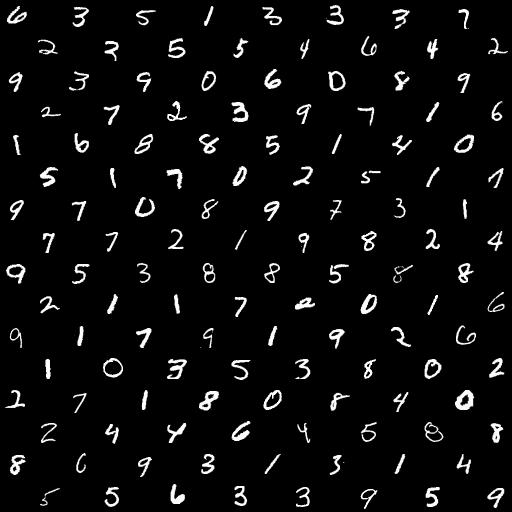 6 3 5 1 3 3 3 7
2 3 5 5 4 6 4 2
9 3 9 0 6 0 8 9
2 7 2 3 9 7 1 6
1 6 8 8 5 1 4 0
5 1 7 0 2 5 1 1
9 7 0 8 9 7 3 1
7 7 2 1 9 8 2 4
9 5 3 8 8 5 8 8
2 1 1 7 2 0 1 6
9 1 7 9 1 9 2 6
1 0 3 5 3 8 0 2
2 7 1 8 0 8 4 0
2 4 4 6 4 5 8 8
8 6 9 3 1 3 1 4
5 5 6 3 3 9 5 9